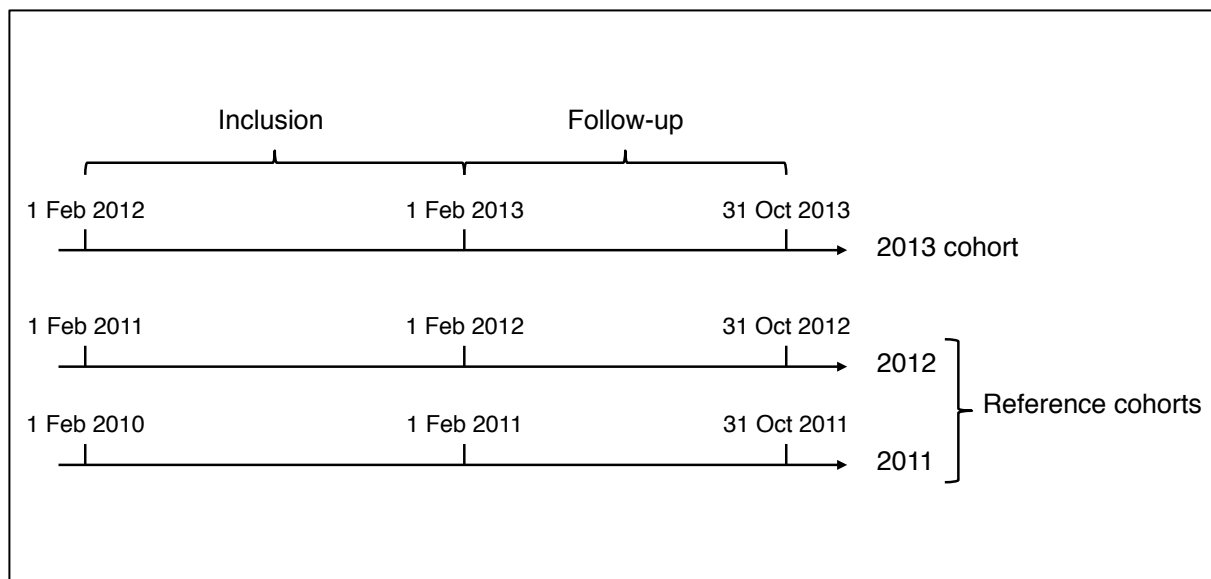 Inclusion Follow-up
1 Feb 2012 1 Feb 2013 31 Oct 2013
2013 cohort
1 Feb 2011 1 Feb 2012 31 Oct 2012
2012
Reference cohorts
1 Feb 2010 1 Feb 2011 31 Oct 2011
2011